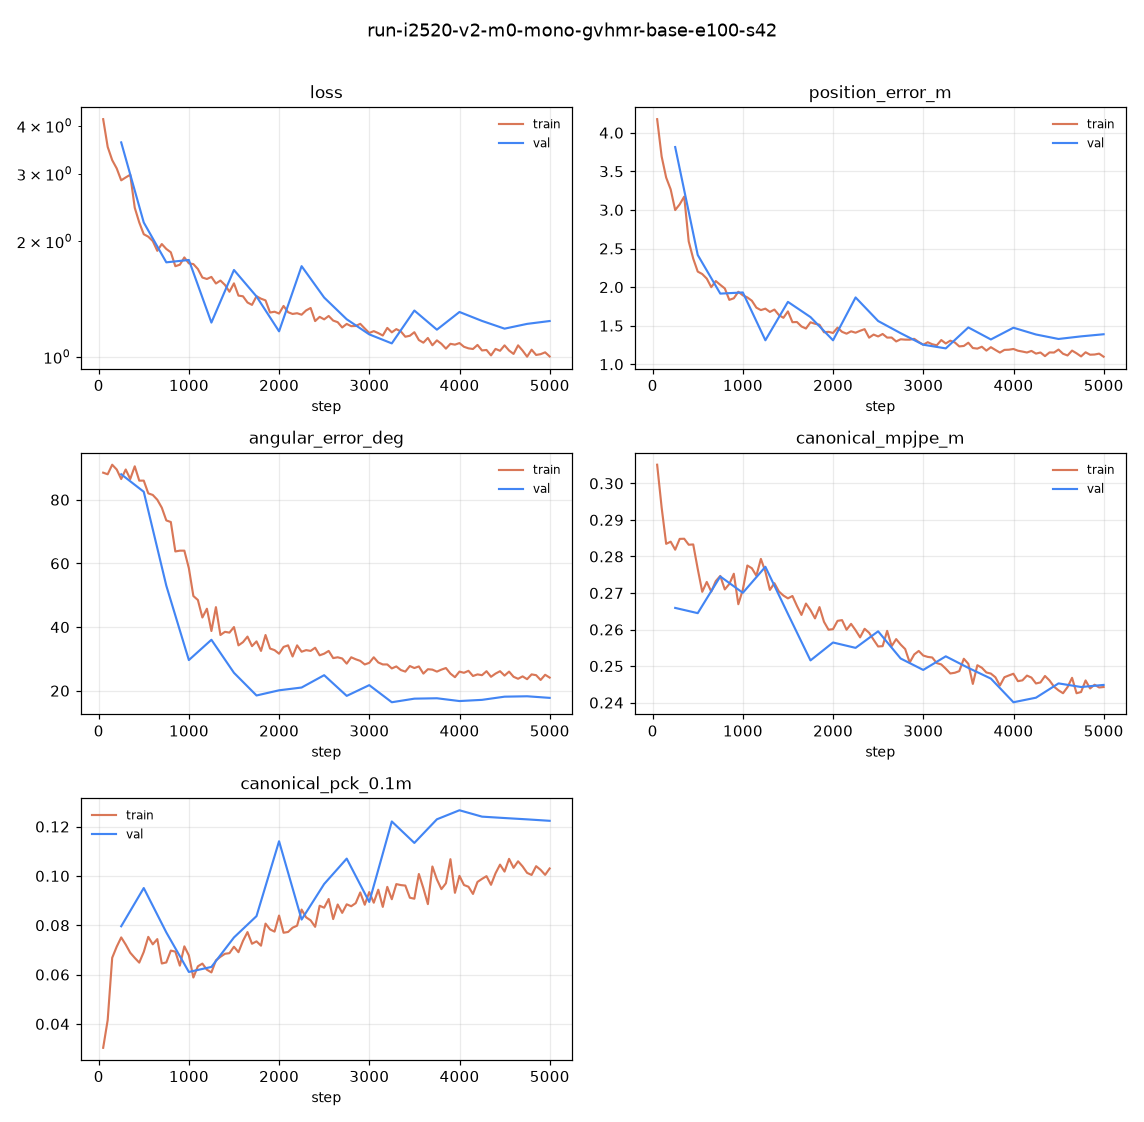 run-i2520-v2-m0-mono-gvhmr-base-e100-s42
loss
4 × 10⁰
3 × 10⁰
2 × 10⁰
10⁰
train
val
0 1000 2000 3000 4000 5000
step
position_error_m
4.0
3.5
3.0
2.5
2.0
1.5
1.0
train
val
0 1000 2000 3000 4000 5000
step
angular_error_deg
80
60
40
20
train
val
0 1000 2000 3000 4000 5000
step
canonical_mpjpe_m
0.30
0.29
0.28
0.27
0.26
0.25
0.24
train
val
0 1000 2000 3000 4000 5000
step
canonical_pck_0.1m
0.12
0.10
0.08
0.06
0.04
train
val
0 1000 2000 3000 4000 5000
step